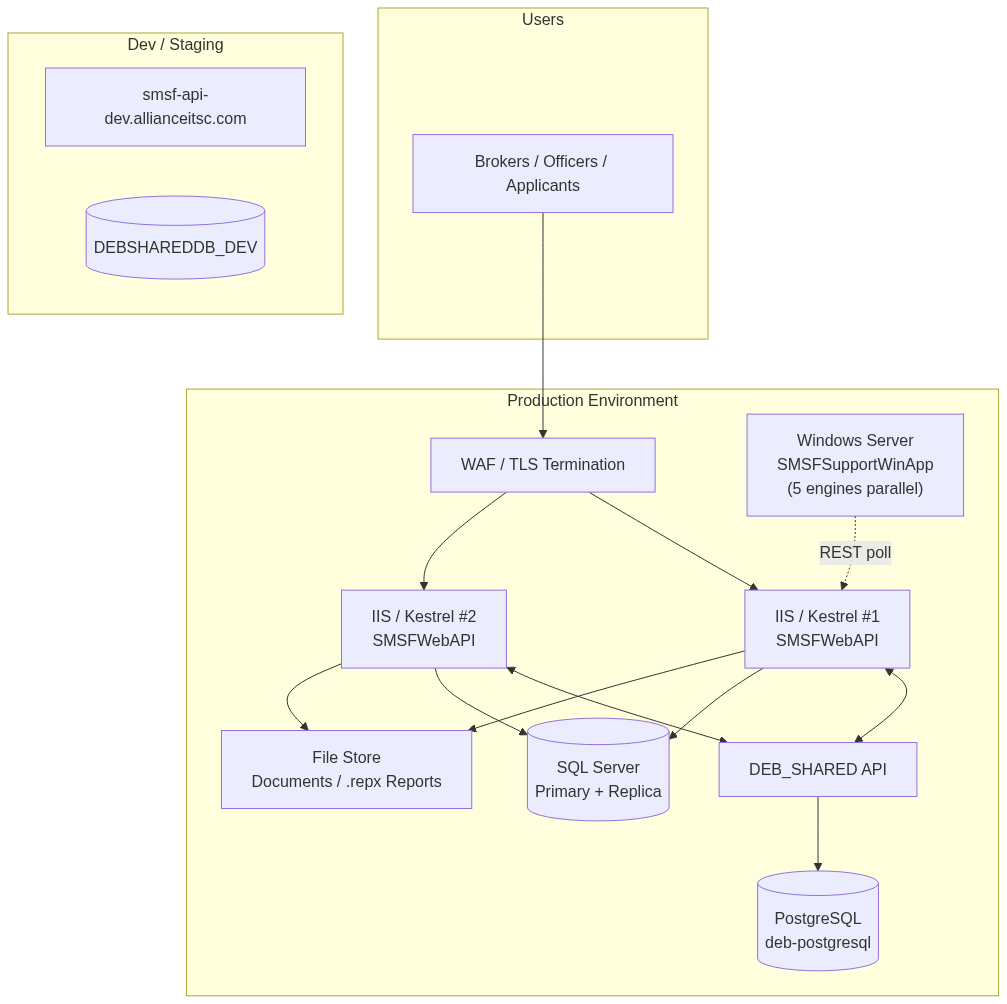 Users
Dev / Staging
smsf-api-
dev.allianceitsc.com
DEBSHAREDDB_DEV
Brokers / Officers /
Applicants
Production Environment
WAF / TLS Termination
Windows Server
SMSFSupportWinApp
(5 engines parallel)
REST poll
IIS / Kestrel #2
SMSFWebAPI
IIS / Kestrel #1
SMSFWebAPI
File Store
Documents / .repx Reports
SQL Server
Primary + Replica
DEB_SHARED API
PostgreSQL
deb-postgresql